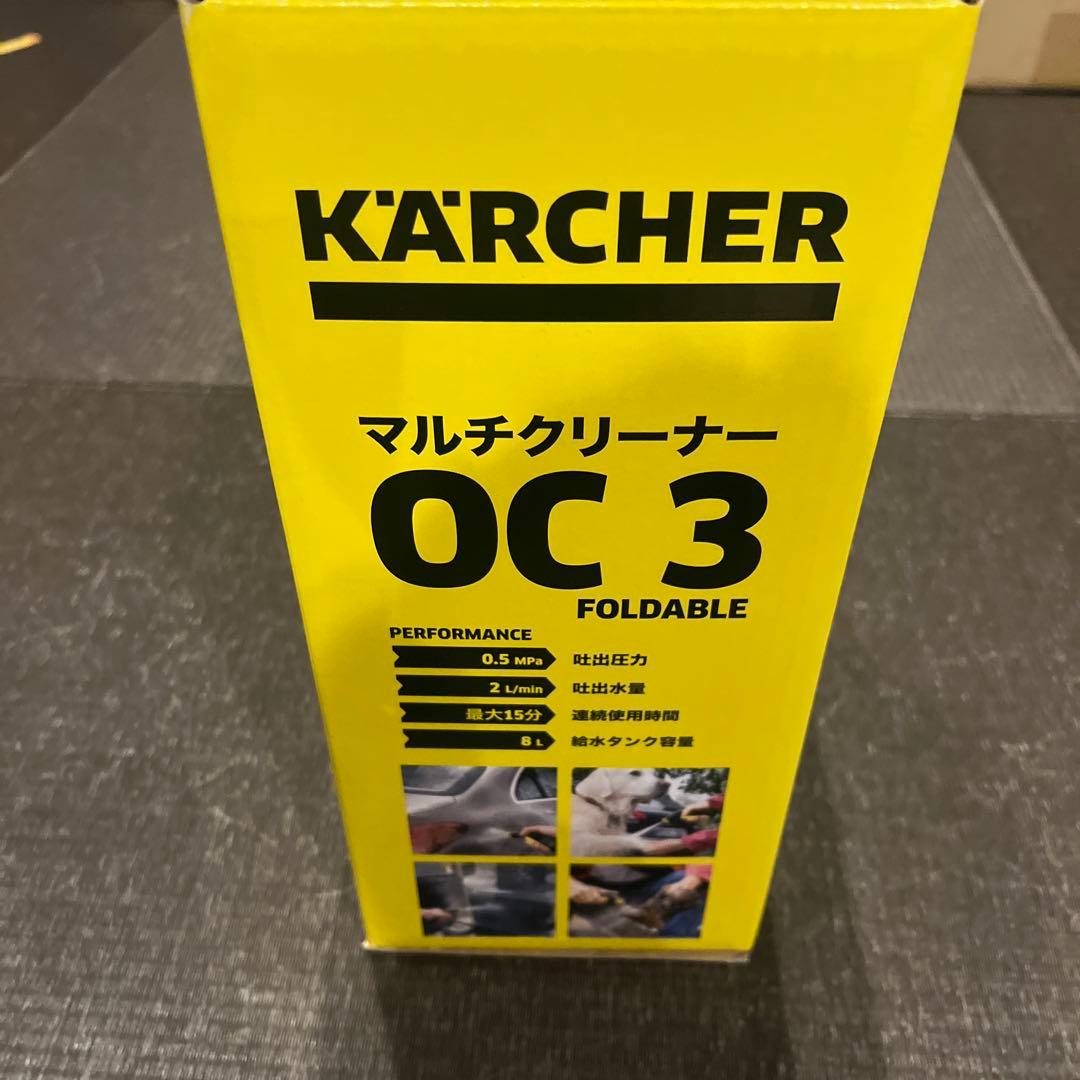 KÄRCHER
マルチクリーナー
OC 3
FOLDABLE
PERFORMANCE
0.5 MPa 吐出圧力
2 L/min 吐出水量
最大15分 連続使用時間
8 L 給水タンク容量